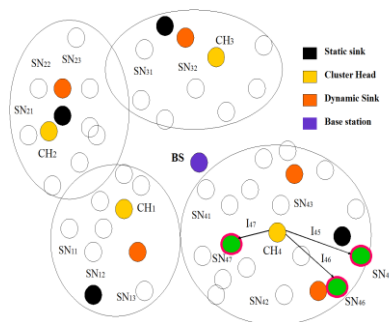 CH3
SN22
SN23
SN31
SN32
Static sink
Cluster Head
Dynamic Sink
Base station
SN21
CH2
BS
CH1
SN41
SN43
I47
I45
SN11
CH4
I46
SN47
SN4
SN12
SN13
SN42
SN46